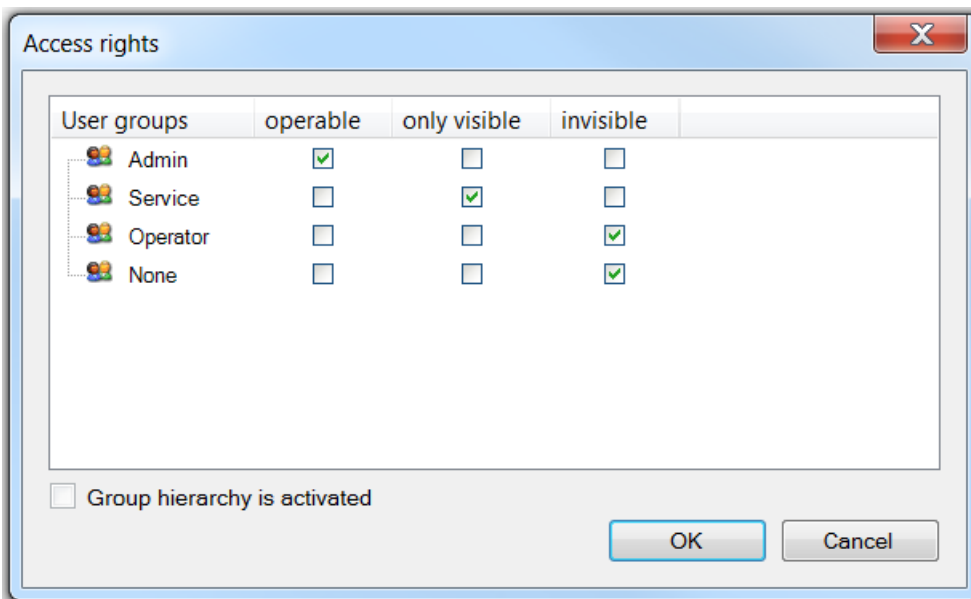 Access rights
User groups operable only visible invisible
Admin
Service
Operator
None
Group hierarchy is activated
OK Cancel